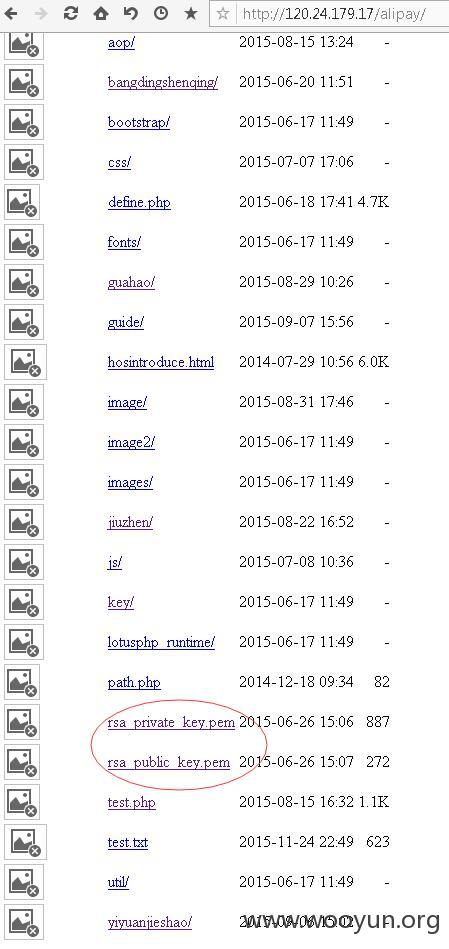 http://120.24.179.17/alipay/
aop/ 2015-08-15 13:24 -
bangdingshenqing/ 2015-06-20 11:51 -
bootstrap/ 2015-06-17 11:49 -
css/ 2015-07-07 17:06 -
define.php 2015-06-18 17:41 4.7K
fonts/ 2015-06-17 11:49 -
guahao/ 2015-08-29 10:26 -
guide/ 2015-09-07 15:56 -
hosintroduce.html 2014-07-29 10:56 6.0K
image/ 2015-08-31 17:46 -
image2/ 2015-06-17 11:49 -
images/ 2015-06-17 11:49 -
jiuzhen/ 2015-08-22 16:52 -
js/ 2015-07-08 10:36 -
key/ 2015-06-17 11:49 -
lotusphp_runtime/ 2015-06-17 11:49 -
path.php 2014-12-18 09:34 82
rsa_private_key.pem 2015-06-26 15:06 887
rsa_public_key.pem 2015-06-26 15:07 272
test.php 2015-08-15 16:32 1.1K
test.txt 2015-11-24 22:49 623
util/ 2015-06-17 11:49 -
yiyuanjieshao/ -
www.wooyun.org